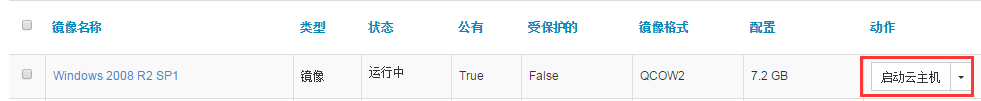 镜像名称 类型 状态 公有 受保护的 镜像格式 配置 动作
Windows 2008 R2 SP1 镜像 运行中 True False QCOW2 7.2 GB 启动云主机